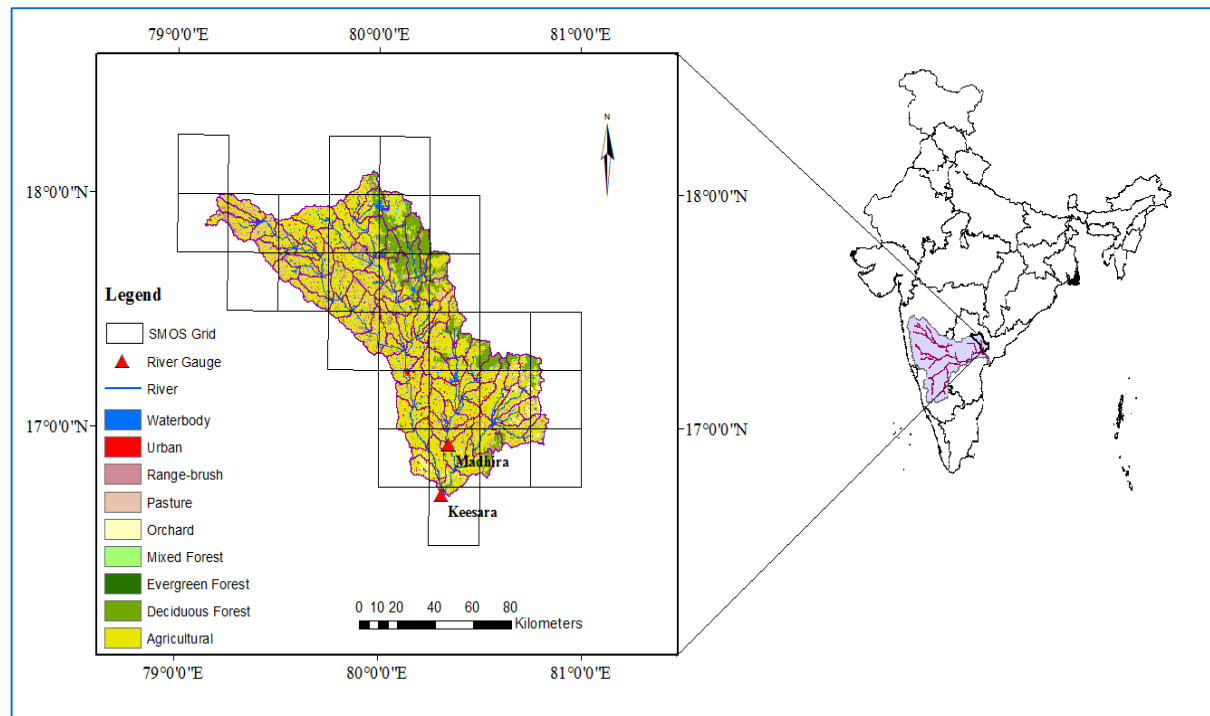 79°0'0"E 80°0'0"E 81°0'0"E
N
18°0'0"N 18°0'0"N
Legend
SMOS Grid
River Gauge
River
Waterbody
Urban
Range-brush
Pasture
Orchard
Mixed Forest
Evergreen Forest
Deciduous Forest
Agricultural
17°0'0"N 17°0'0"N
Madhira
Keesara
0 10 20 40 60 80
Kilometers
79°0'0"E 80°0'0"E 81°0'0"E